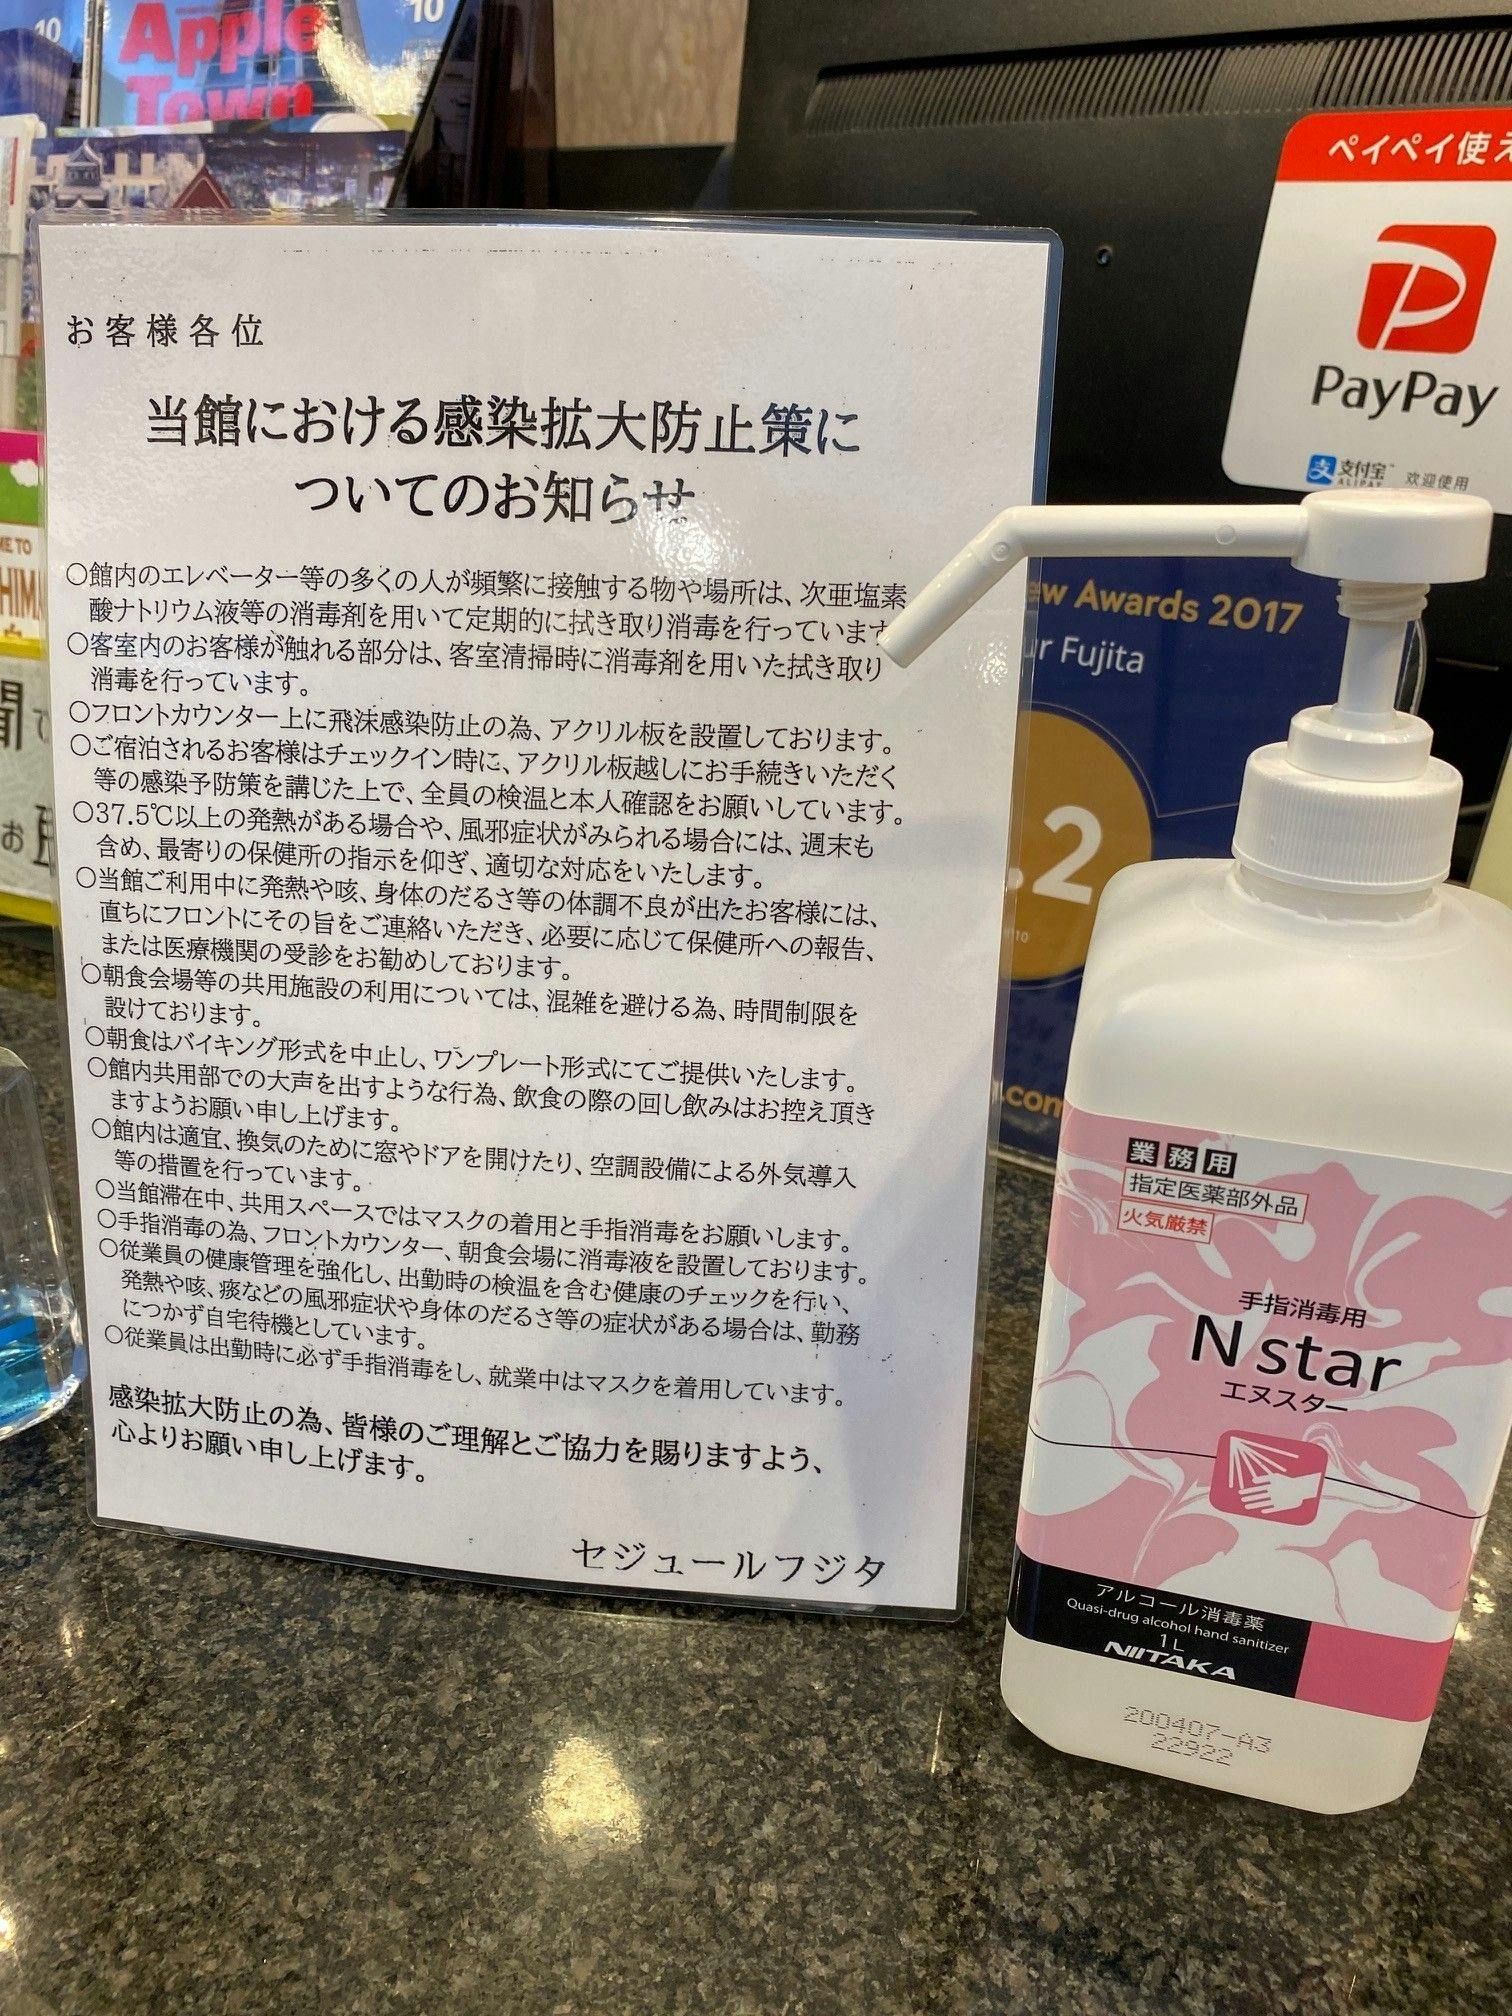 10
10
Apple
Town
ペイペイ使え
PayPay
支付宝
ALIPAY
欢迎使用
お客様各位
当館における感染拡大防止策に
ついてのお知らせ
○館内のエレベーター等の多くの人が頻繁に接触する物や場所は、次亜塩素
酸ナトリウム液等の消毒剤を用いて定期的に拭き取り消毒を行っています
○客室内のお客様が触れる部分は、客室清掃時に消毒剤を用いた拭き取り
消毒を行っています。
○フロントカウンター上に飛沫感染防止の為、アクリル板を設置しております。
○ご宿泊されるお客様はチェックイン時に、アクリル板越しにお手続きいただく
等の感染予防策を講じた上で、全員の検温と本人確認をお願いしています。
○37.5℃以上の発熱がある場合や、風邪症状がみられる場合には、週末も
含め、最寄りの保健所の指示を仰ぎ、適切な対応をいたします。
○当館ご利用中に発熱や咳、身体のだるさ等の体調不良が出たお客様には、
直ちにフロントにその旨をご連絡いただき、必要に応じて保健所への報告、
または医療機関の受診をお勧めしております。
○朝食会場等の共用施設の利用については、混雑を避ける為、時間制限を
設けております。
○朝食はバイキング形式を中止し、ワンプレート形式にてご提供いたします。
○館内共用部での大声を出すような行為、飲食の際の回し飲みはお控え頂き
ますようお願い申し上げます。
○館内は適宜、換気のために窓やドアを開けたり、空調設備による外気導入
等の措置を行っています。
○当館滞在中、共用スペースではマスクの着用と手指消毒をお願いします。
○手指消毒の為、フロントカウンター、朝食会場に消毒液を設置しております。
○従業員の健康管理を強化し、出勤時の検温を含む健康のチェックを行い、
発熱や咳、痰などの風邪症状や身体のだるさ等の症状がある場合は、勤務
につかず自宅待機としています。
○従業員は出勤時に必ず手指消毒をし、就業中はマスクを着用しています。
感染拡大防止の為、皆様のご理解とご協力を賜りますよう、
心よりお願い申し上げます。
セジュールフジタ
ew Awards 2017
ur Fujita
.2
.com
業務用
指定医薬部外品
火気厳禁
手指消毒用
N star
エヌスター
アルコール消毒薬
Quasi-drug alcohol hand sanitizer
1L
NIITAKA
200407-A3
22922